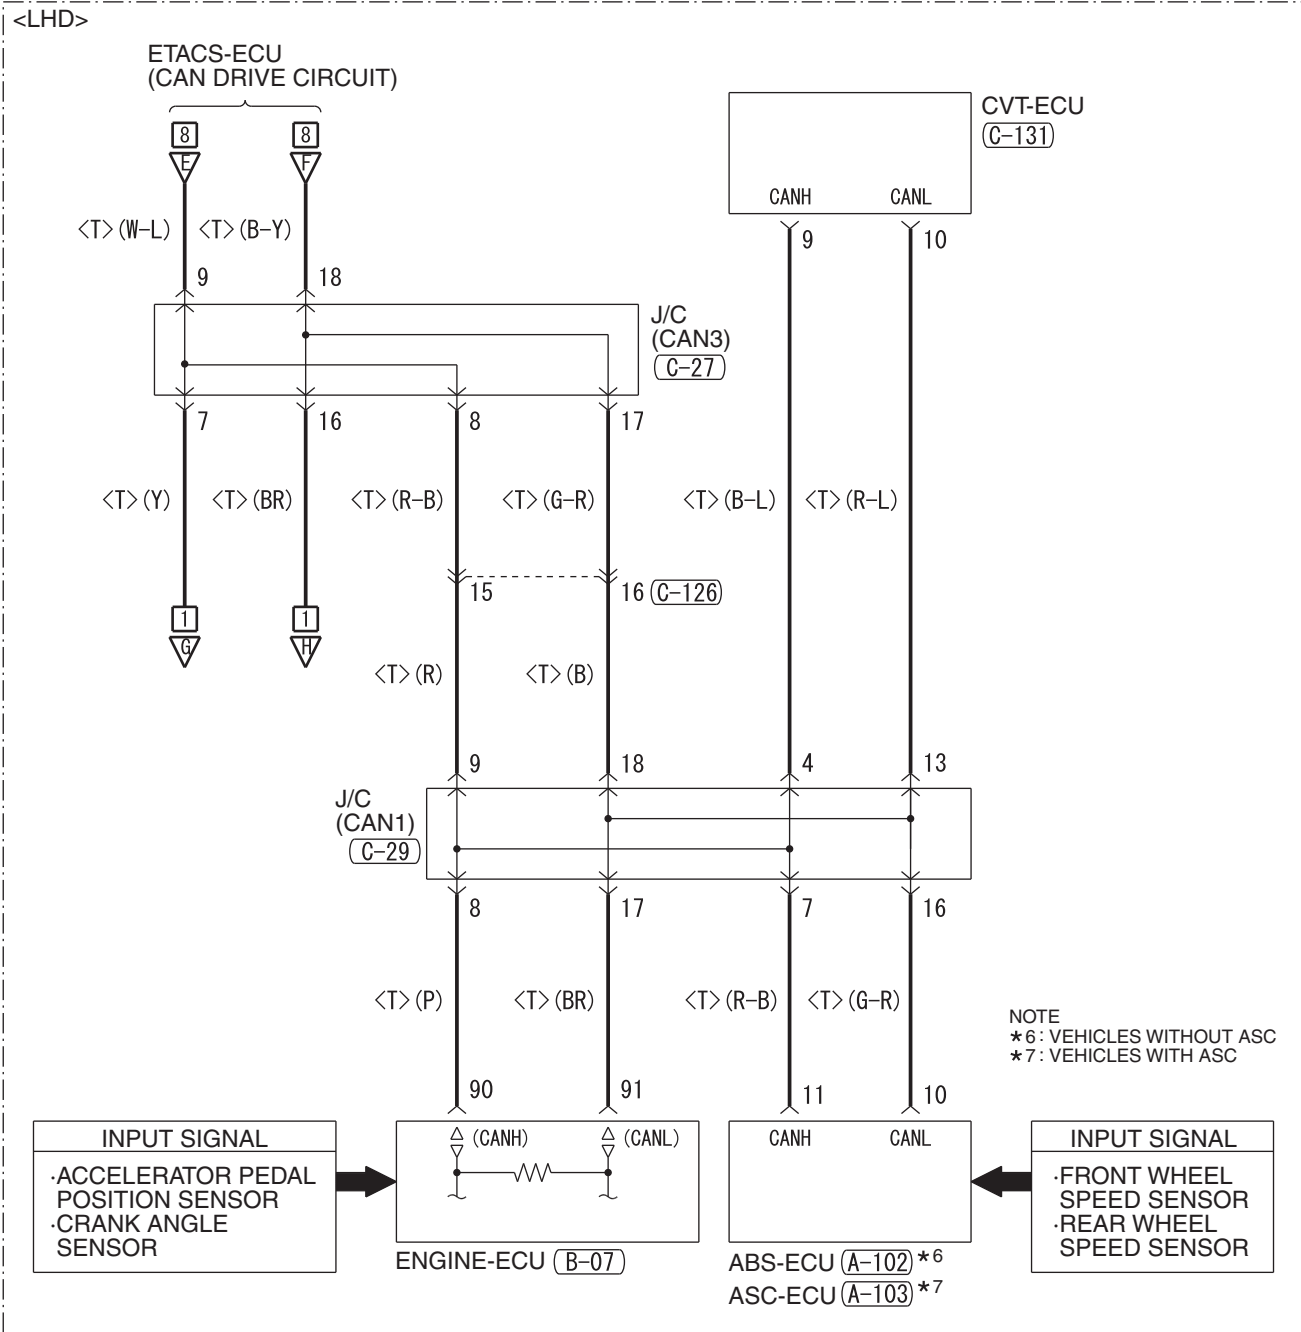 <LHD>
ETACS-ECU
(CAN DRIVE CIRCUIT)
8 8
E F
<T>(W-L) <T>(B-Y)
CVT-ECU
C-131
CANH CANL
9 10
9 18
J/C
(CAN3)
C-27
7 16 8 17
<T>(Y) <T>(BR) <T>(R-B) <T>(G-R) <T>(B-L) <T>(R-L)
15 16 C-126
1 1
G H
<T>(R) <T>(B)
9 18 4 13
J/C
(CAN1)
C-29
8 17 7 16
<T>(P) <T>(BR) <T>(R-B) <T>(G-R)
NOTE
*6: VEHICLES WITHOUT ASC
*7: VEHICLES WITH ASC
90 91 11 10
INPUT SIGNAL
·ACCELERATOR PEDAL
POSITION SENSOR
·CRANK ANGLE
SENSOR
(CANH) (CANL)
ENGINE-ECU B-07
CANH CANL
ABS-ECU A-102 *6
ASC-ECU A-103 *7
INPUT SIGNAL
·FRONT WHEEL
SPEED SENSOR
·REAR WHEEL
SPEED SENSOR